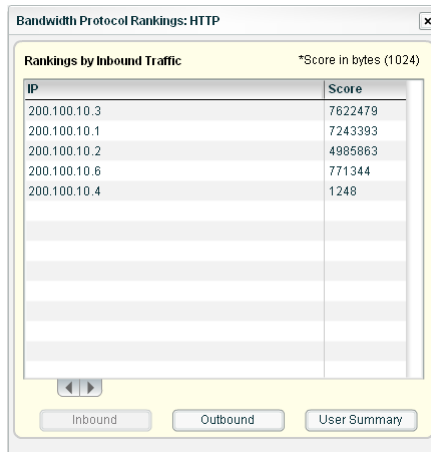 Bandwidth Protocol Rankings: HTTP
Rankings by Inbound Traffic *Score in bytes (1024)
IP Score
200.100.10.3 7622479
200.100.10.1 7243393
200.100.10.2 4985863
200.100.10.6 771344
200.100.10.4 1248
Inbound Outbound User Summary